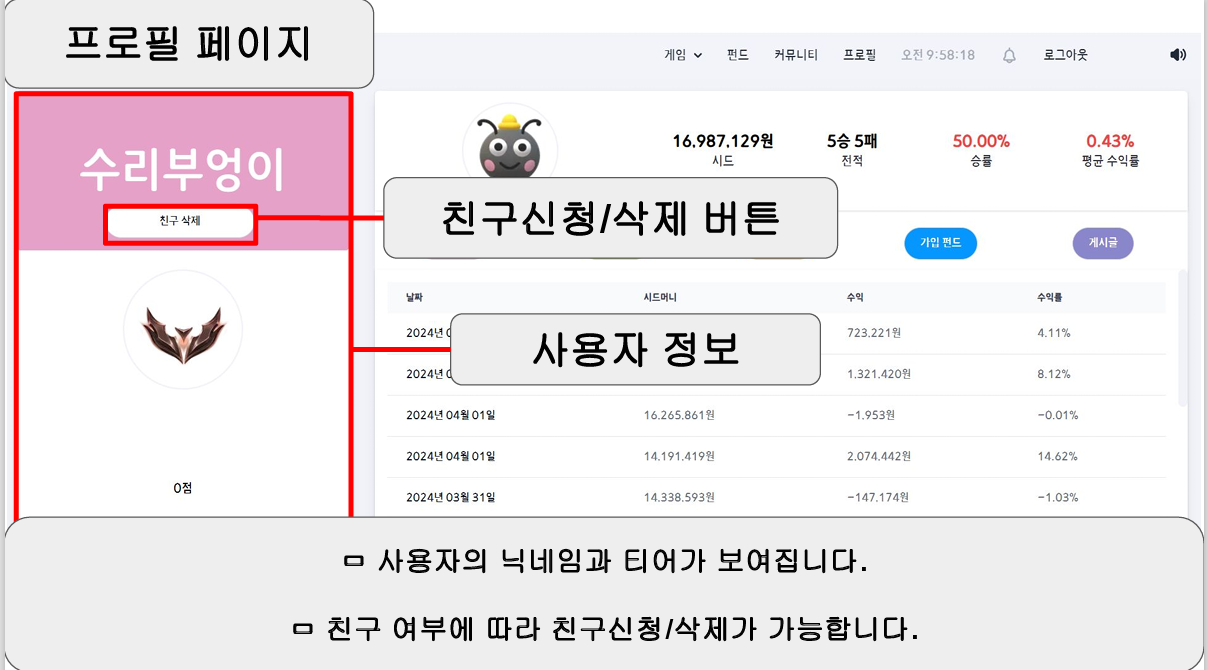 프로필 페이지
게임 펀드 커뮤니티 프로필 오전 9:58:18 로그아웃
수리부엉이
친구 삭제
0점
16,987,129원 5승 5패 50.00% 0.43%
시드 전적 승률 평균 수익률
친구신청/삭제 버튼
가입 펀드 게시글
날짜 시드머니 수익 수익률
2024년 723,221원 4.11%
사용자 정보
2024년 1,321,420원 8.12%
2024년 04월 01일 16,265,861원 -1,953원 -0.01%
2024년 04월 01일 14,191,419원 2,074,442원 14.62%
2024년 03월 31일 14,338,593원 -147,174원 -1.03%
ㅁ 사용자의 닉네임과 티어가 보여집니다.
ㅁ 친구 여부에 따라 친구신청/삭제가 가능합니다.